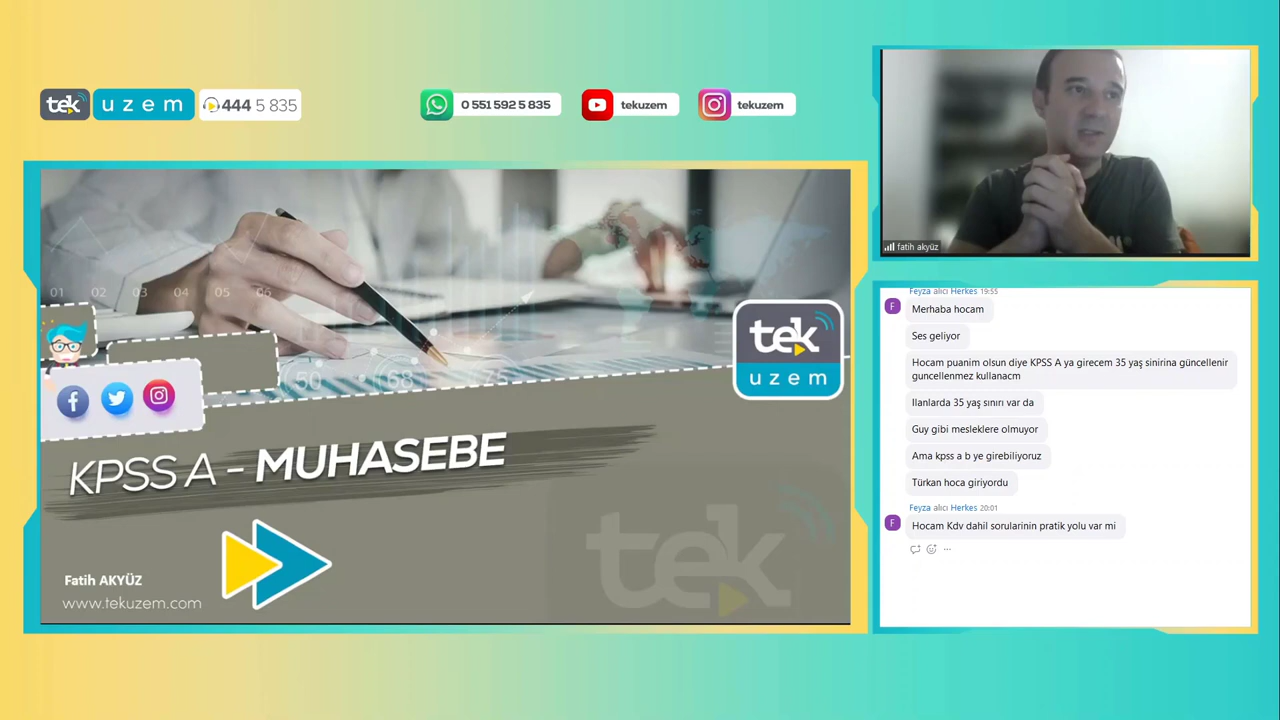 tek uzem 444 5 835
0 551 592 5 835
tekuzem
tekuzem
01 02 03 04 05 06
50 68 75
tek
uzem
KPSS A - MUHASEBE
tek
Fatih AKYÜZ
www.tekuzem.com
fatih akyüz
Feyza alıcı Herkes 19:55
F
Merhaba hocam
Ses geliyor
Hocam puanim olsun diye KPSS A ya girecem 35 yaş sinirina güncellenir
guncellenmez kullanacm
Ilanlarda 35 yaş sınırı var da
Guy gibi mesleklere olmuyor
Ama kpss a b ye girebiliyoruz
Türkan hoca giriyordu
Feyza alıcı Herkes 20:01
F
Hocam Kdv dahil sorularinin pratik yolu var mi